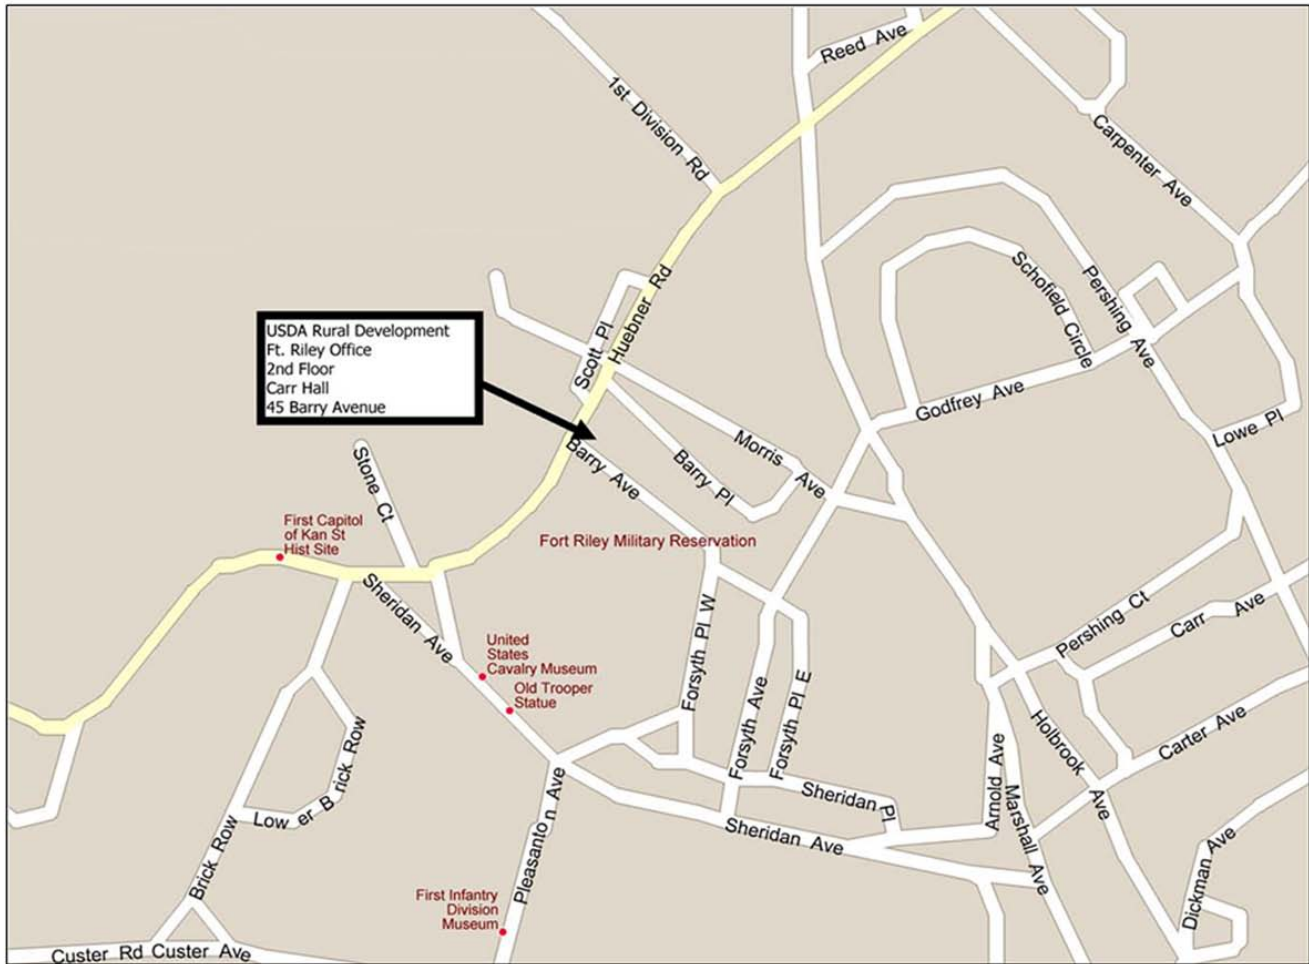 Reed Ave
1st Division Rd
Carpenter Ave
Huebner Rd
Scott Pl
Schofield Circle
Pershing Ave
USDA Rural Development
Ft. Riley Office
2nd Floor
Carr Hall
45 Barry Avenue
Godfrey Ave
Lowe Pl
Morris Ave
Barry Pl
Barry Ave
Stone Ct
First Capitol
of Kan St
Hist Site
Fort Riley Military Reservation
Sheridan Ave
Pershing Ct
Carr Ave
United
States
Cavalry Museum
Old Trooper
Statue
Forsyth Pl W
Forsyth Ave
Forsyth Pl E
Holbrook Ave
Carter Ave
Arnold Ave
Marshall Ave
Lower Brick Row
Brick Row
Pleasanton Ave
Sheridan Pl
Sheridan Ave
Dickman Ave
First Infantry
Division
Museum
Custer Rd Custer Ave